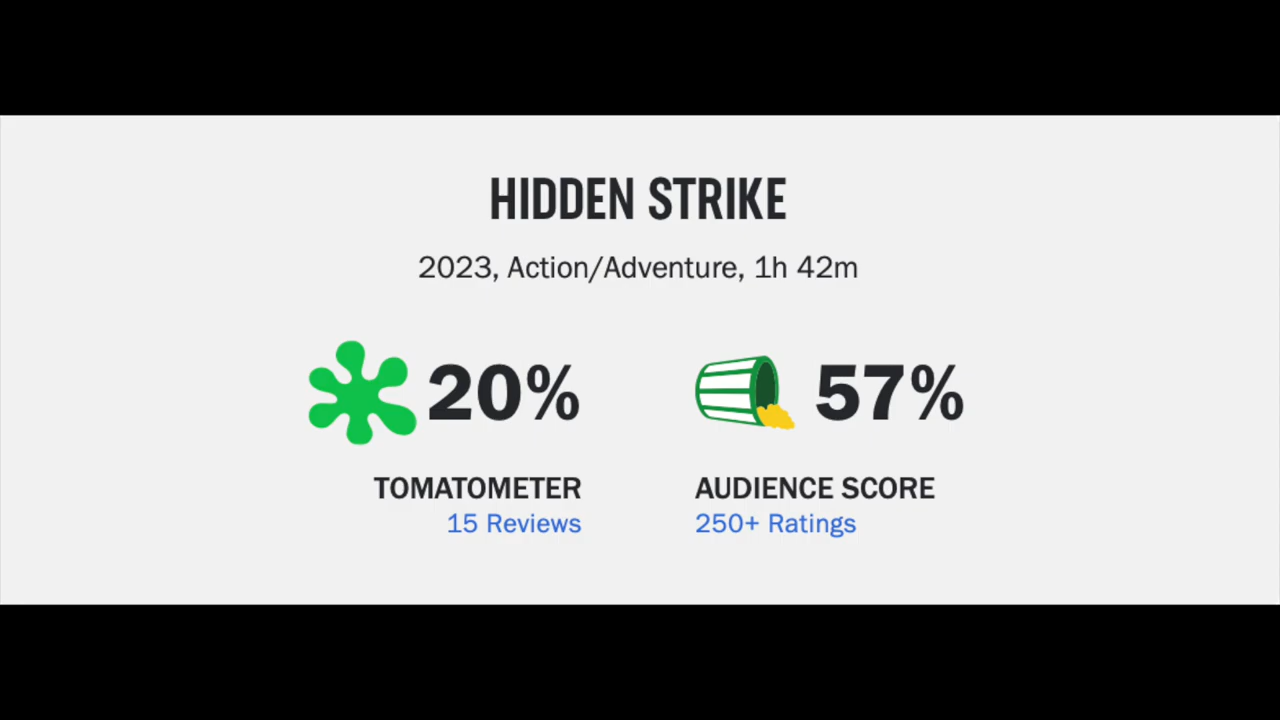 HIDDEN STRIKE
2023, Action/Adventure, 1h 42m
20%
57%
TOMATOMETER
AUDIENCE SCORE
15 Reviews
250+ Ratings